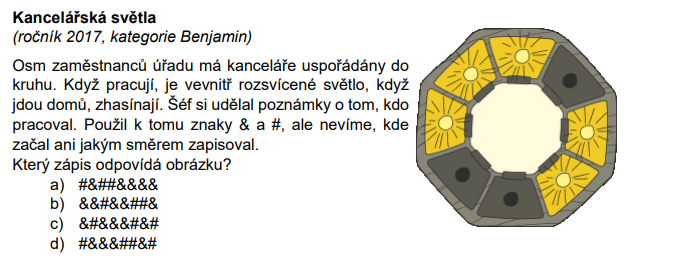 Kancelářská světla
(ročník 2017, kategorie Benjamin)
Osm zaměstnanců úřadu má kanceláře uspořádány do
kruhu. Když pracují, je vevnitř rozsvícené světlo, když
jdou domů, zhasínají. Šéf si udělal poznámky o tom, kdo
pracoval. Použil k tomu znaky & a #, ale nevíme, kde
začal ani jakým směrem zapisoval.
Který zápis odpovídá obrázku?
a) #&##&&&&
b) &&#&&##&
c) &#&&&#&#
d) #&&&##&#